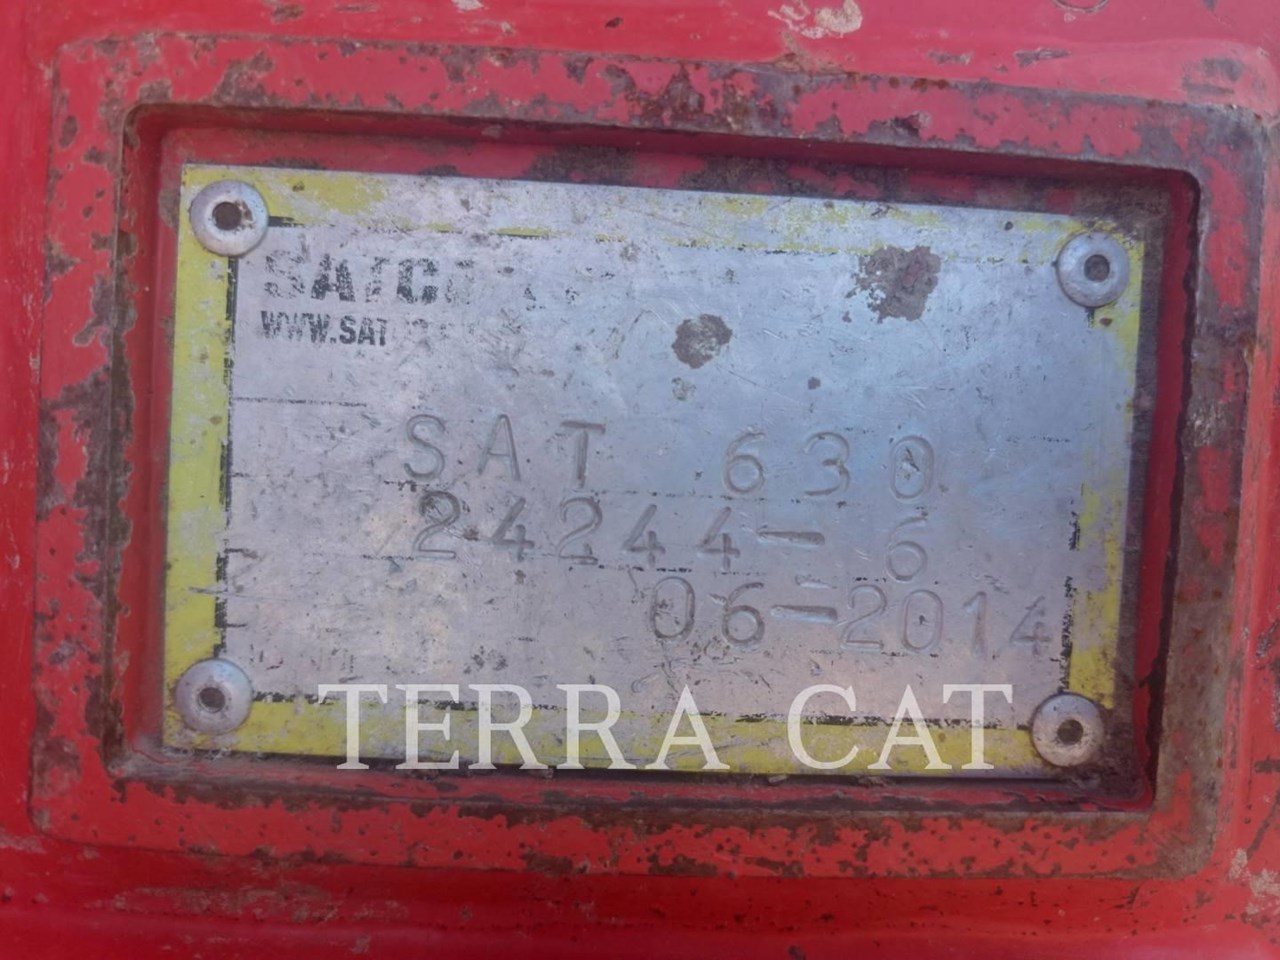 SATCO
WWW.SAT
SAT 630
24244-6
06-2014
TERRA CAT